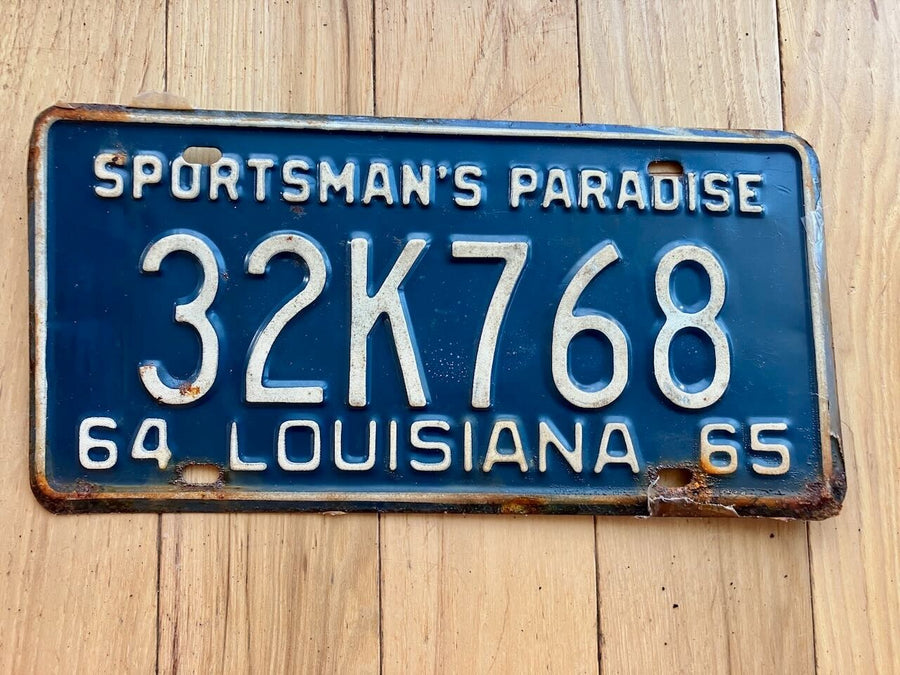 SPORTSMAN'S PARADISE
32K768
64 LOUISIANA 65